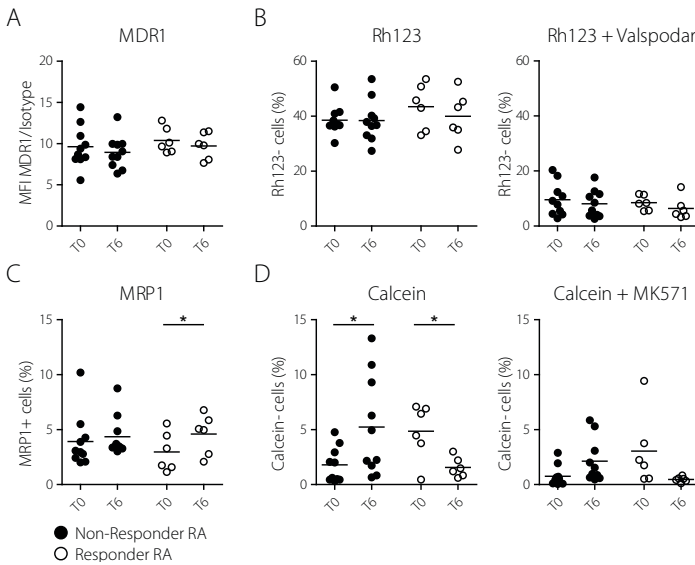 A
MDR1
MFI MDR1/Isotype
20
15
10
5
0
T0
T6
T0
T6
B
Rh123
Rh123- cells (%)
60
40
20
0
T0
T6
T0
T6
Rh123 + Valspodar
Rh123- cells (%)
60
40
20
0
T0
T6
T0
T6
C
MRP1
MRP1+ cells (%)
15
10
5
0
*
T0
T6
T0
T6
D
Calcein
Calcein- cells (%)
15
10
5
0
*
*
T0
T6
T0
T6
Calcein + MK571
Calcein- cells (%)
15
10
5
0
T0
T6
T0
T6
Non-Responder RA
Responder RA